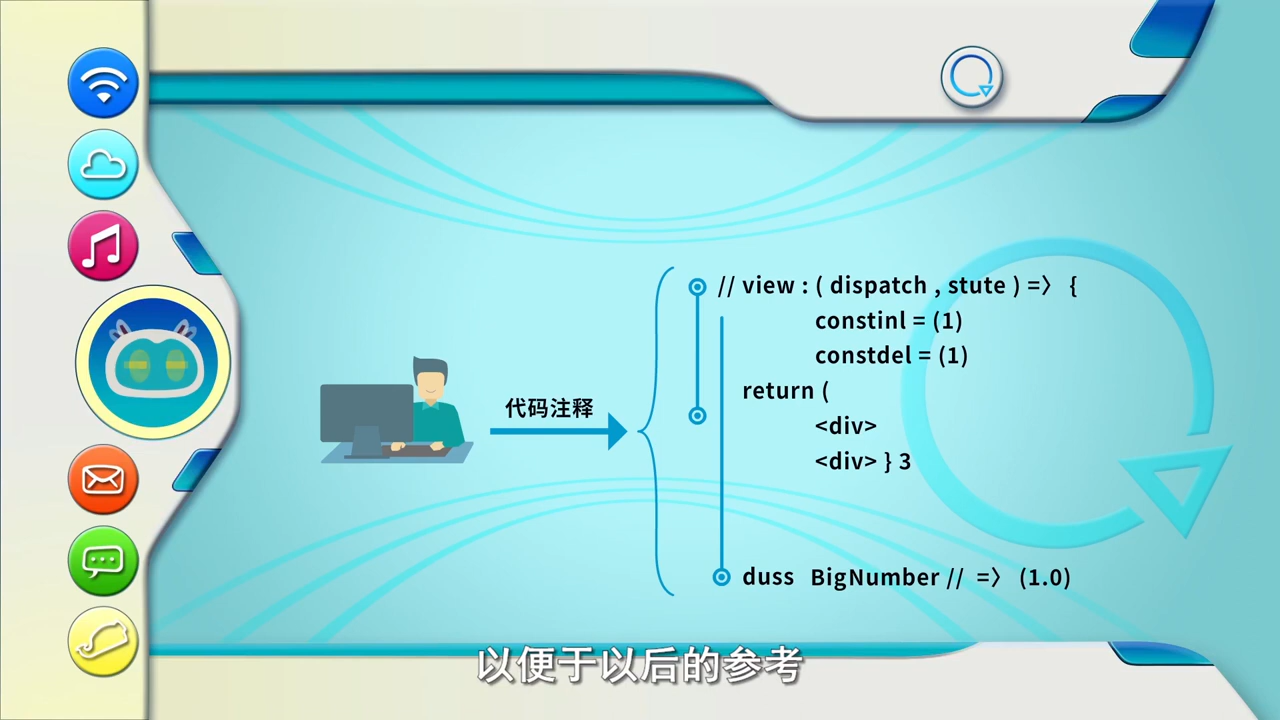 代码注释
// view : ( dispatch , stute ) =〉 {
constinl = (1)
constdel = (1)
return (
<div>
<div> } 3
duss BigNumber // =〉 (1.0)
以便于以后的参考